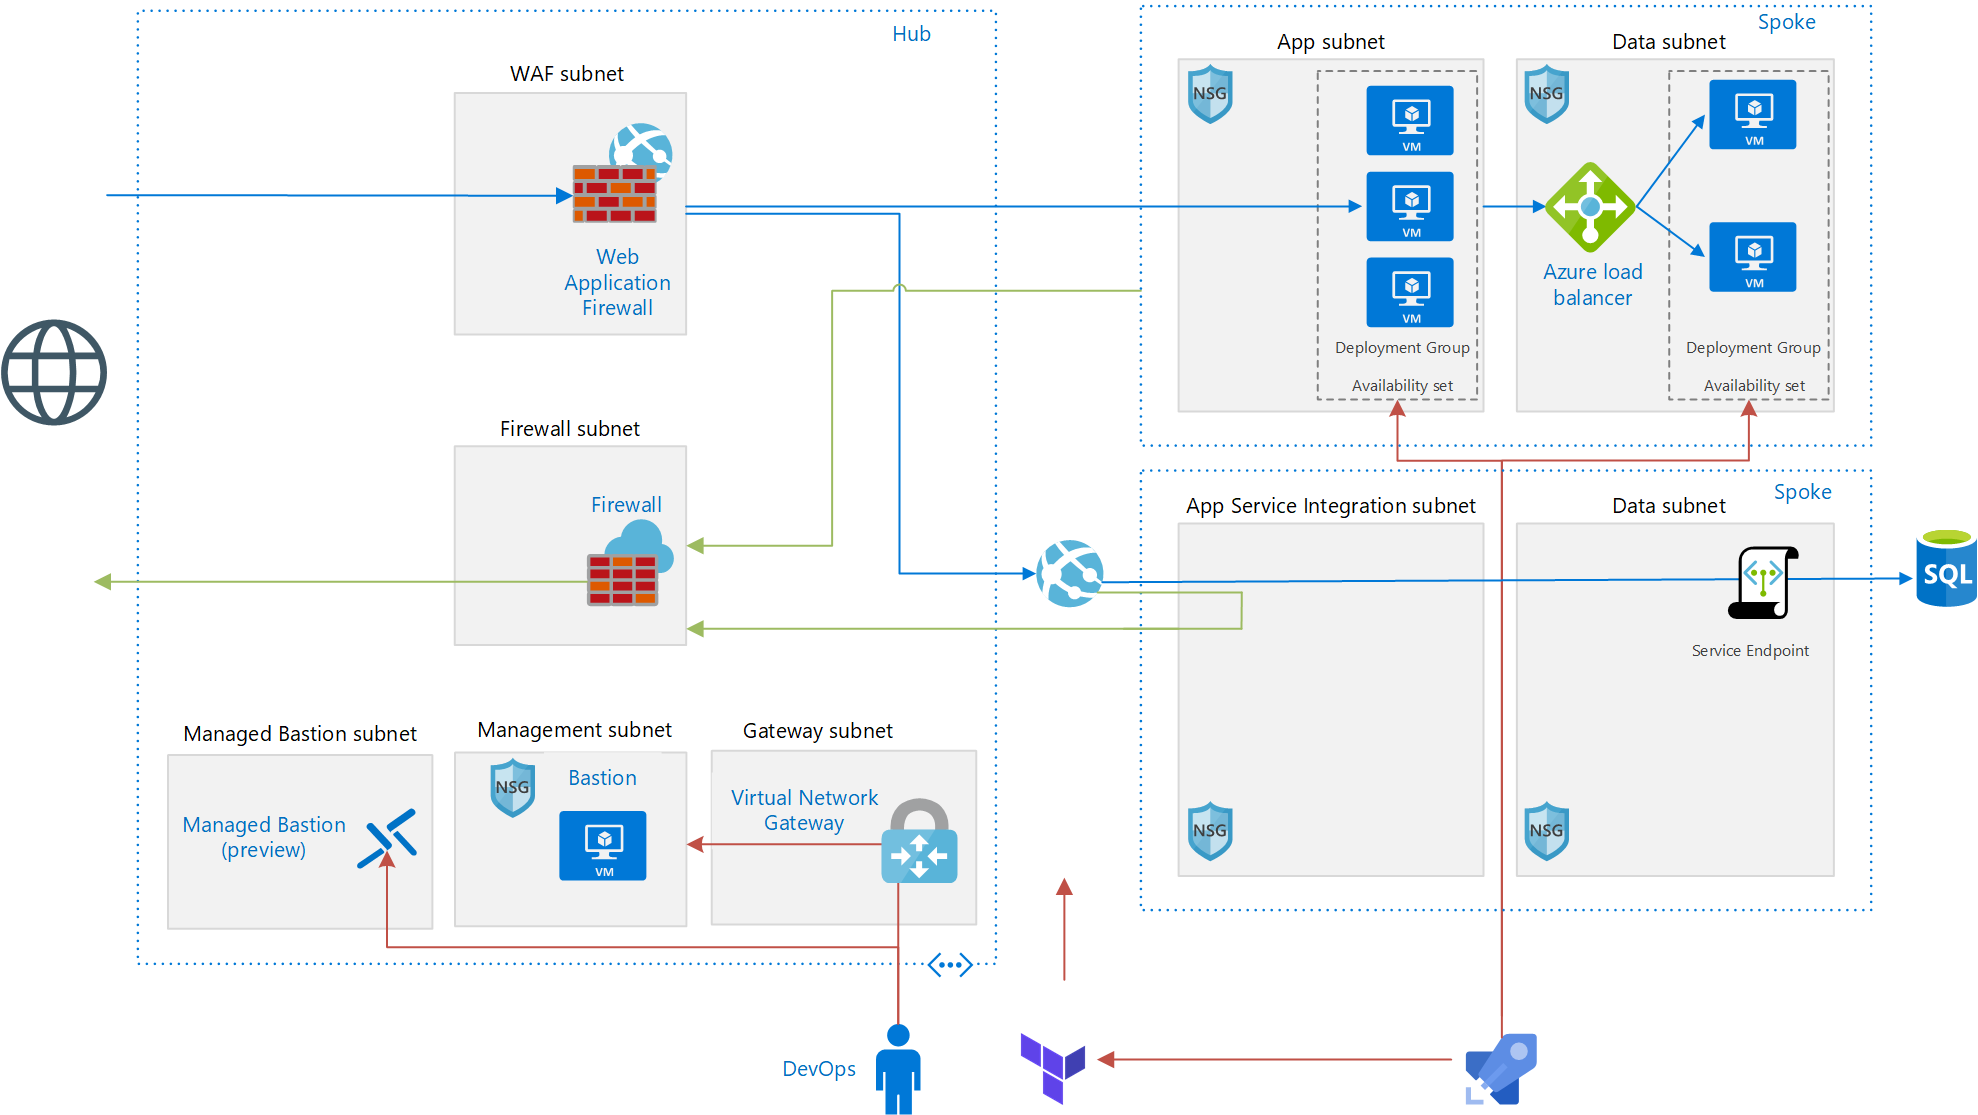 Hub
WAF subnet
Web
Application
Firewall
Firewall subnet
Firewall
Managed Bastion subnet
Managed Bastion
(preview)
Management subnet
NSG
Bastion
VM
Gateway subnet
Virtual Network
Gateway
DevOps
Spoke
App subnet
NSG
VM
VM
VM
Deployment Group
Availability set
Data subnet
NSG
Azure load
balancer
VM
VM
Deployment Group
Availability set
Spoke
App Service Integration subnet
NSG
Data subnet
Service Endpoint
NSG
SQL